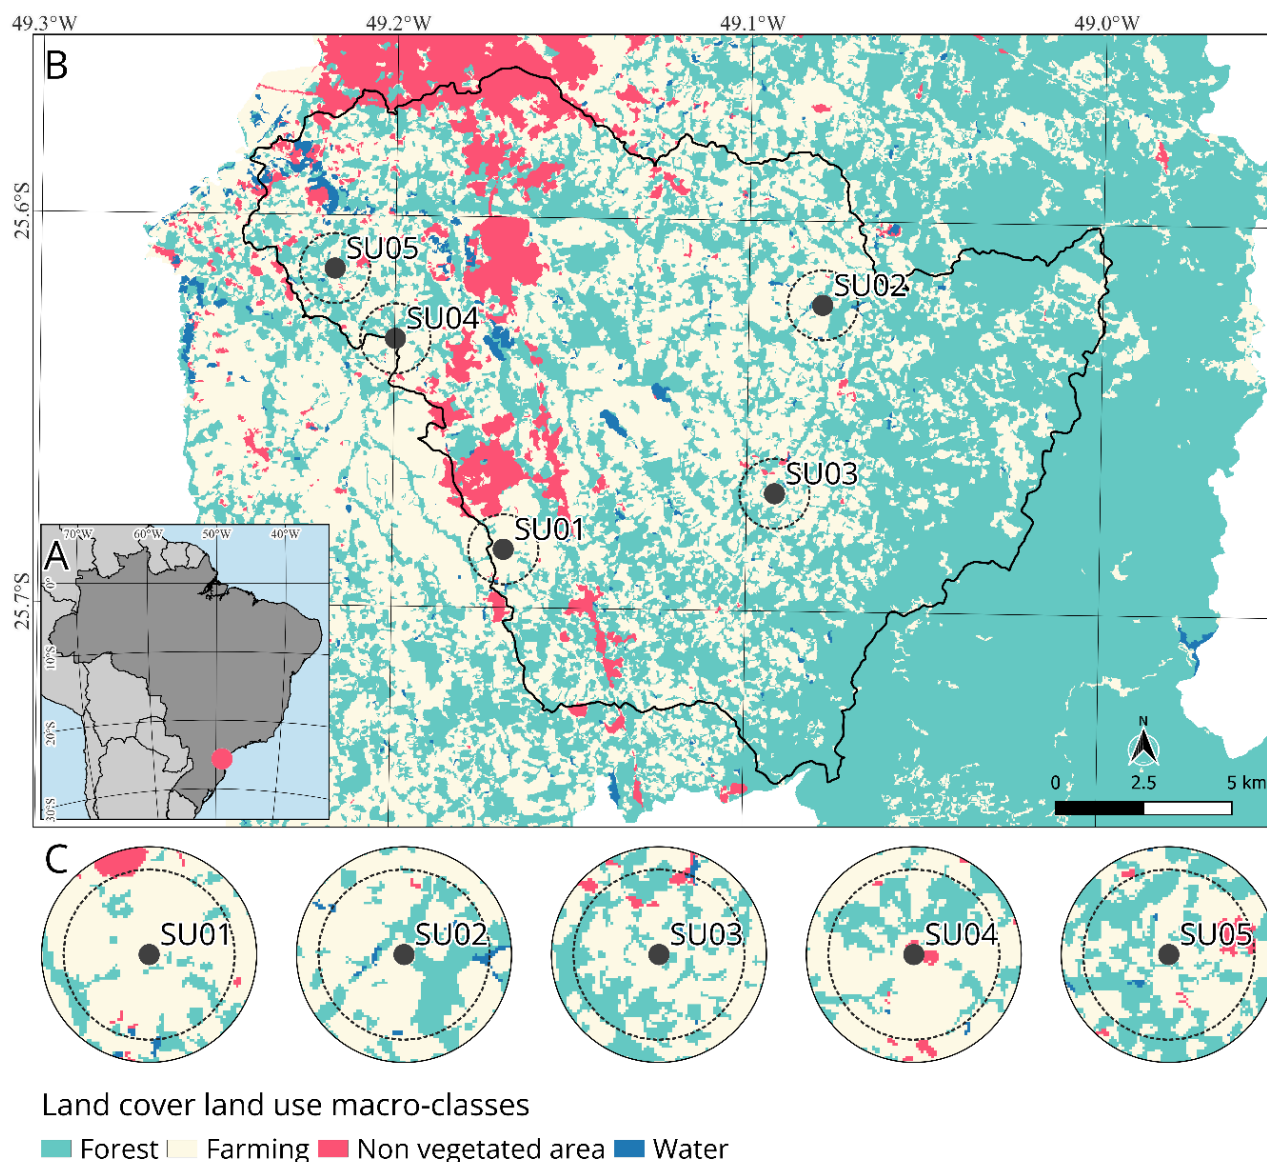 49.3°W 49.2°W 49.1°W 49.0°W
B
25.6°S
SU05
SU02
SU04
SU03
SU01
25.7°S
A
70°W 60°W 50°W 40°W
0°
10°S
20°S
30°S
N
0 2.5 5 km
C
SU01 SU02 SU03 SU04 SU05
Land cover land use macro-classes
Forest Farming Non vegetated area Water